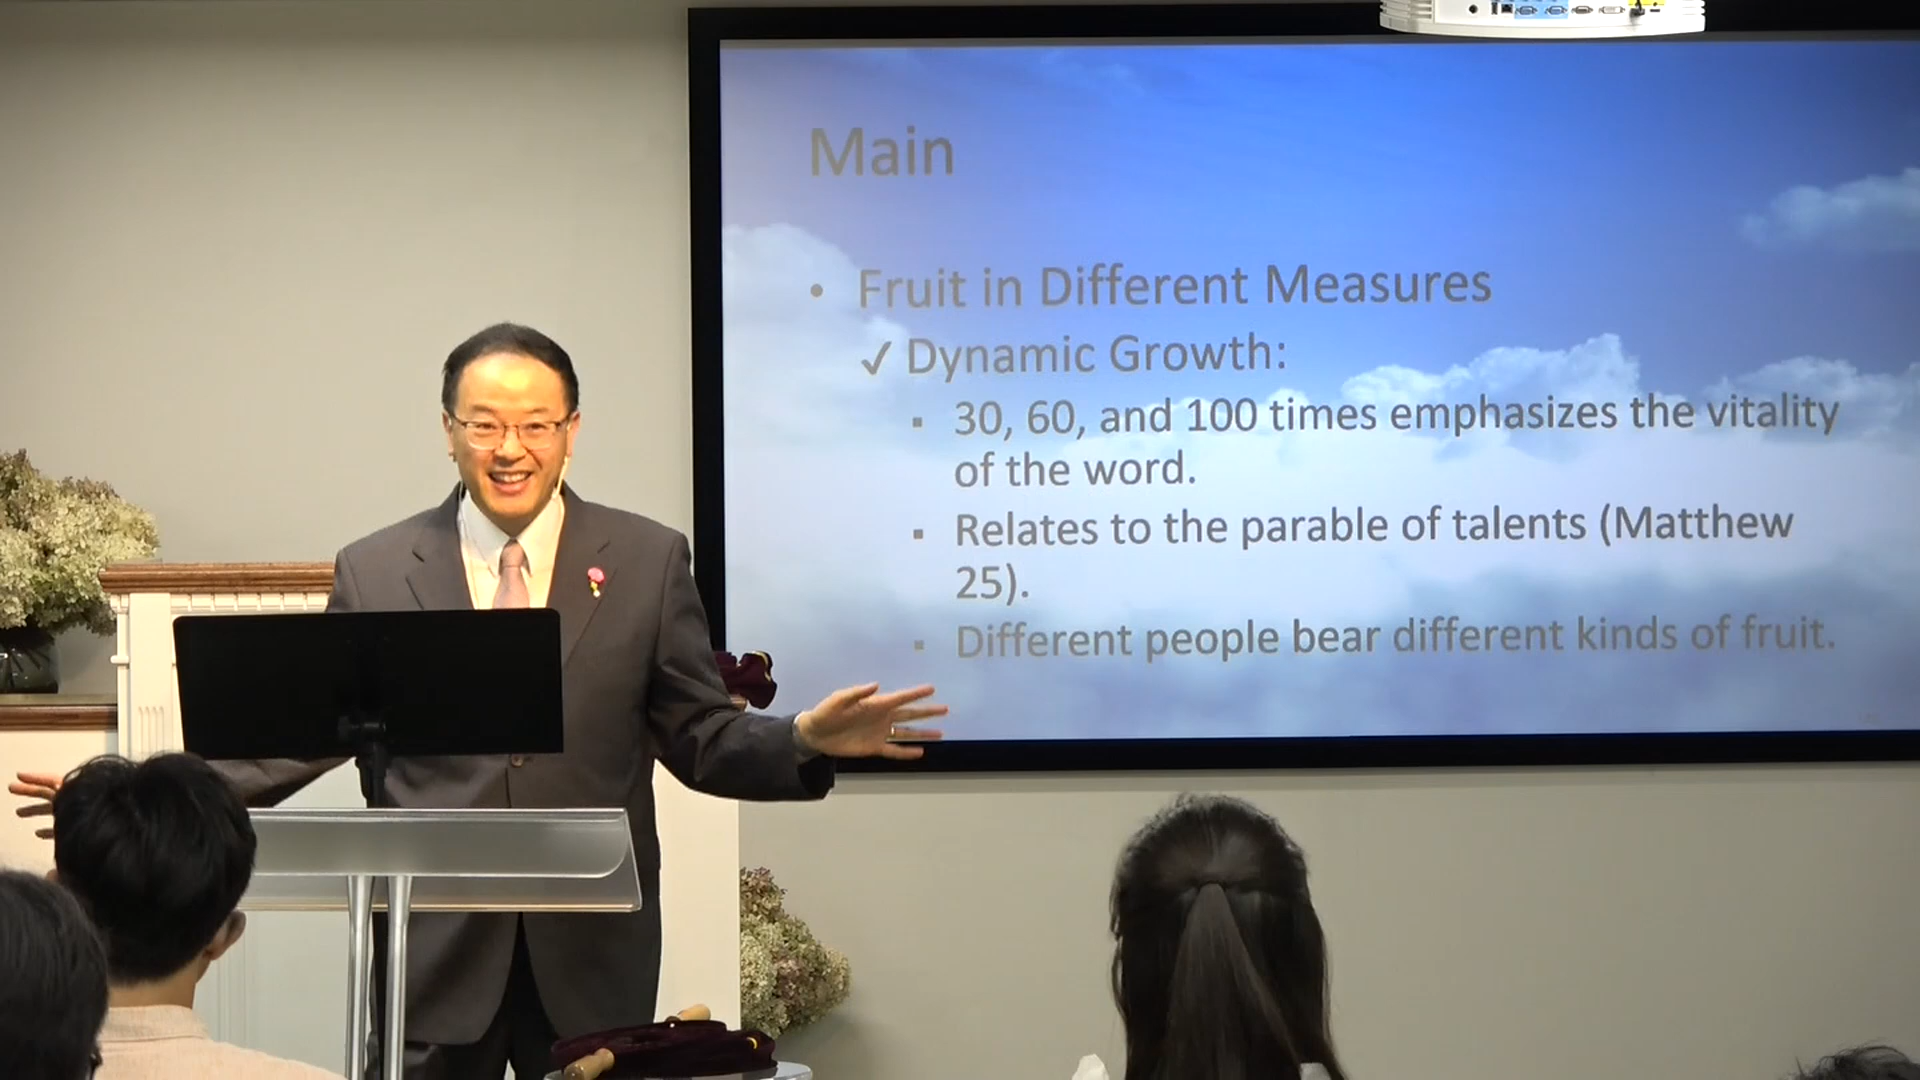 Main
• Fruit in Different Measures
✓ Dynamic Growth:
▪ 30, 60, and 100 times emphasizes the vitality
of the word.
▪ Relates to the parable of talents (Matthew
25).
▪ Different people bear different kinds of fruit.